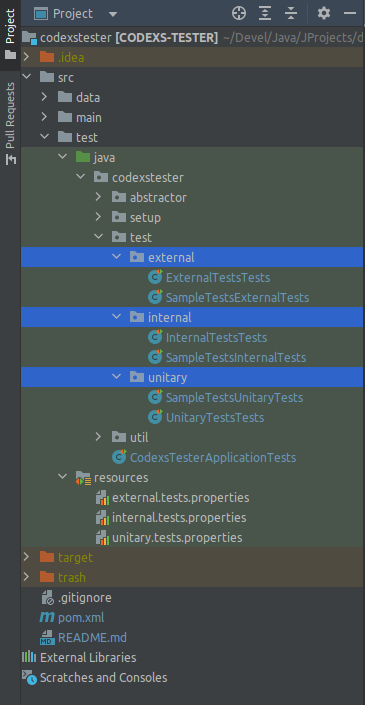 Project
Project
Pull Requests
codexstester [CODEXS-TESTER] ~/Devel/Java/JProjects/d
.idea
src
data
main
test
java
codexstester
abstractor
setup
test
external
ExternalTestsTests
SampleTestsExternalTests
internal
InternalTestsTests
SampleTestsInternalTests
unitary
SampleTestsUnitaryTests
UnitaryTestsTests
util
CodexsTesterApplicationTests
resources
external.tests.properties
internal.tests.properties
unitary.tests.properties
target
trash
.gitignore
pom.xml
README.md
External Libraries
Scratches and Consoles